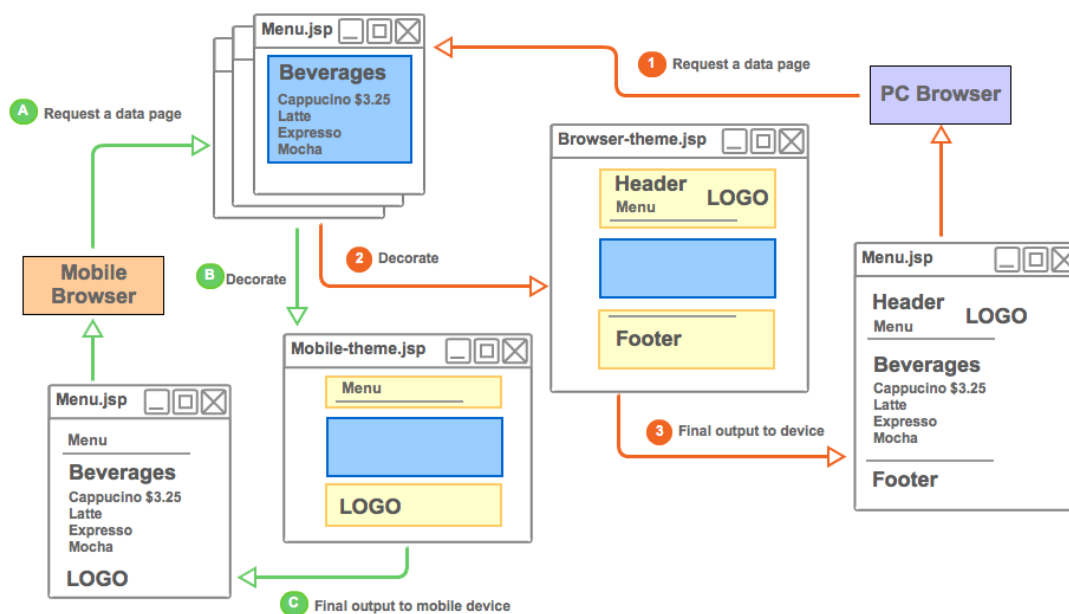 Menu.jsp
Beverages
Cappucino $3.25
Latte
Expresso
Mocha
1 Request a data page
PC Browser
A Request a data page
Browser-theme.jsp
Header
LOGO
Menu
Footer
2 Decorate
B Decorate
Mobile
Browser
Mobile-theme.jsp
Menu
LOGO
Menu.jsp
Header
LOGO
Menu
Beverages
Cappucino $3.25
Latte
Expresso
Mocha
Footer
3 Final output to device
Menu.jsp
Menu
Beverages
Cappucino $3.25
Latte
Expresso
Mocha
LOGO
C Final output to mobile device